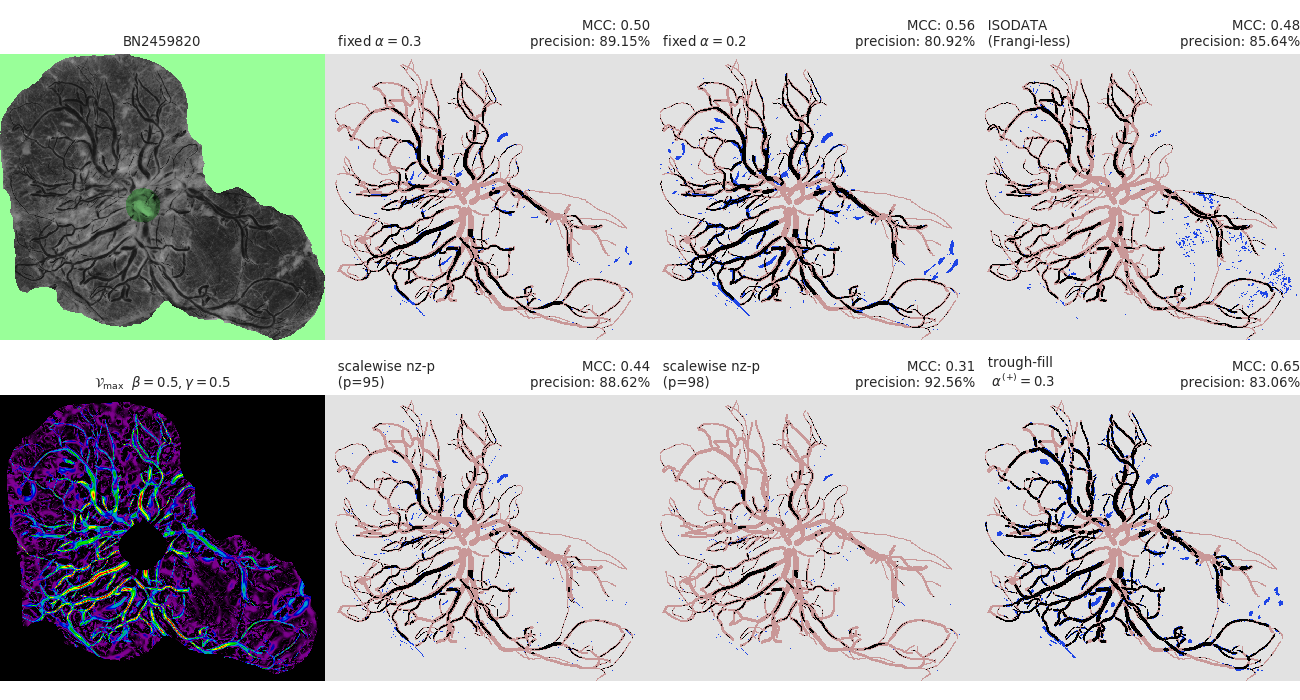 BN2459820
fixed α = 0.3
MCC: 0.50
precision: 89.15%
fixed α = 0.2
MCC: 0.56
precision: 80.92%
ISODATA
(Frangi-less)
MCC: 0.48
precision: 85.64%
𝒱max β = 0.5, γ = 0.5
scalewise nz-p
(p=95)
MCC: 0.44
precision: 88.62%
scalewise nz-p
(p=98)
MCC: 0.31
precision: 92.56%
trough-fill
α(+) = 0.3
MCC: 0.65
precision: 83.06%